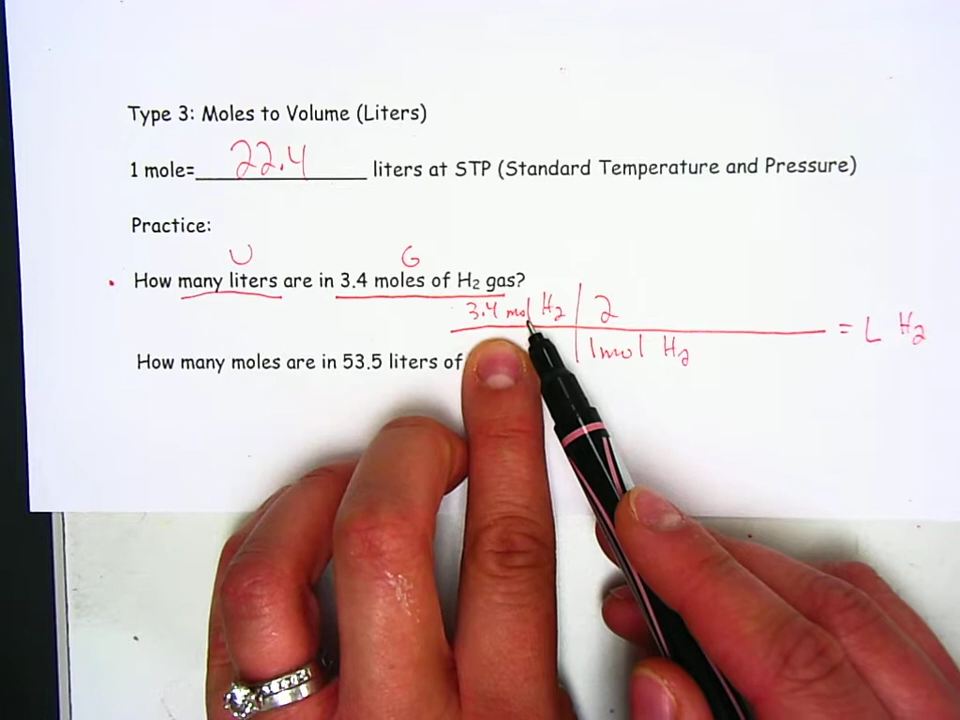 Type 3: Moles to Volume (Liters)
1 mole= 22.4 liters at STP (Standard Temperature and Pressure)
Practice:
U G
• How many liters are in 3.4 moles of H₂ gas?
3.4 mol H₂ 2
1 mol H₂ = L H₂
How many moles are in 53.5 liters of